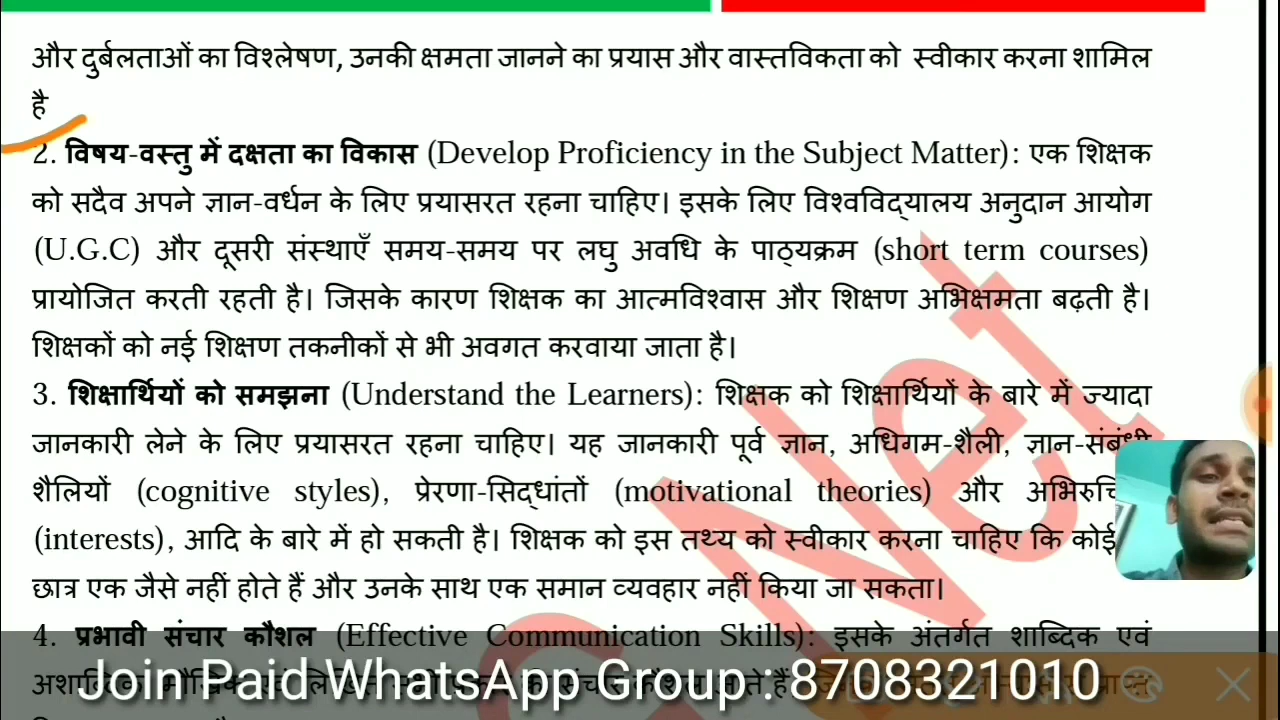 और दुर्बलताओं का विश्लेषण, उनकी क्षमता जानने का प्रयास और वास्तविकता को स्वीकार करना शामिल
है
2. विषय-वस्तु में दक्षता का विकास (Develop Proficiency in the Subject Matter): एक शिक्षक
को सदैव अपने ज्ञान-वर्धन के लिए प्रयासरत रहना चाहिए। इसके लिए विश्वविद्यालय अनुदान आयोग
(U.G.C) और दूसरी संस्थाएँ समय-समय पर लघु अवधि के पाठ्यक्रम (short term courses)
प्रायोजित करती रहती है। जिसके कारण शिक्षक का आत्मविश्वास और शिक्षण अभिक्षमता बढ़ती है।
शिक्षकों को नई शिक्षण तकनीकों से भी अवगत करवाया जाता है।
3. शिक्षार्थियों को समझना (Understand the Learners): शिक्षक को शिक्षार्थियों के बारे में ज्यादा
जानकारी लेने के लिए प्रयासरत रहना चाहिए। यह जानकारी पूर्व ज्ञान, अधिगम-शैली, ज्ञान-संबंधी
शैलियों (cognitive styles), प्रेरणा-सिद्धांतों (motivational theories) और
(interests), आदि के बारे में हो सकती है। शिक्षक को इस तथ्य को स्वीकार करना चाहिए कि कोई
छात्र एक जैसे नहीं होते हैं और उनके साथ एक समान व्यवहार नहीं किया जा सकता।
4. प्रभावी संचार कौशल (Effective Communication Skills): इसके अंतर्गत शाब्दिक एवं
Join Paid WhatsApp Group : 8708321010
Net